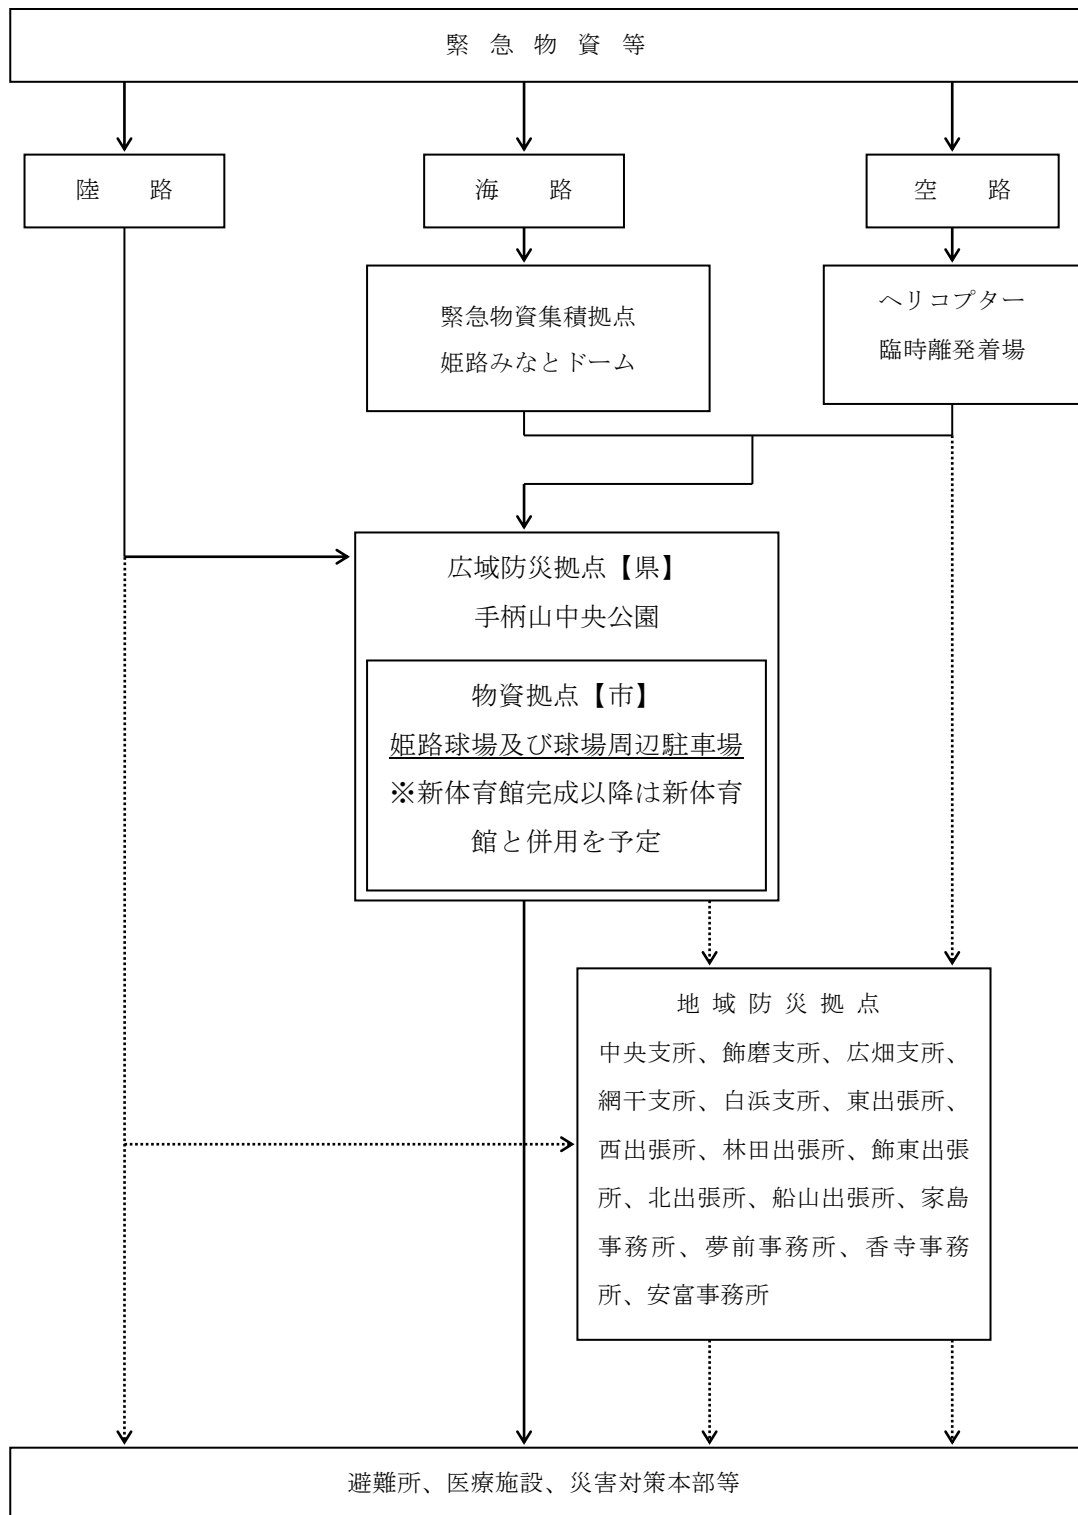 緊急物資等
陸　路
海　路
空　路
緊急物資集積拠点
姫路みなとドーム
ヘリコプター
臨時離発着場
広域防災拠点【県】
手柄山中央公園
物資拠点【市】
姫路球場及び球場周辺駐車場
※新体育館完成以降は新体育
館と併用を予定
地域防災拠点
中央支所、飾磨支所、広畑支所、
網干支所、白浜支所、東出張所、
西出張所、林田出張所、飾東出張
所、北出張所、船山出張所、家島
事務所、夢前事務所、香寺事務
所、安富事務所
避難所、医療施設、災害対策本部等